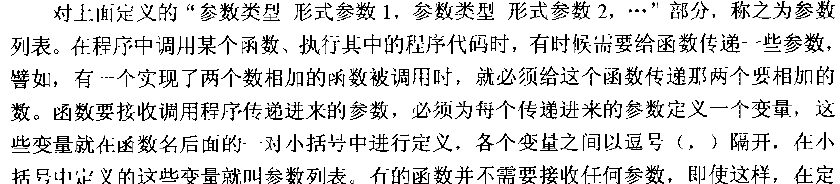 对上面定义的“参数类型 形式参数1，参数类型 形式参数2，…”部分，称之为参数
列表。在程序中调用某个函数、执行其中的程序代码时，有时候需要给函数传递一些参数，
譬如，有一个实现了两个数相加的函数被调用时，就必须给这个函数传递那两个要相加的
数。函数要接收调用程序传递进来的参数，必须为每个传递进来的参数定义一个变量，这
些变量就在函数名后面的一对小括号中进行定义，各个变量之间以逗号（，）隔开，在小
括号中定义的这些变量就叫参数列表。有的函数并不需要接收任何参数，即使这样，在定